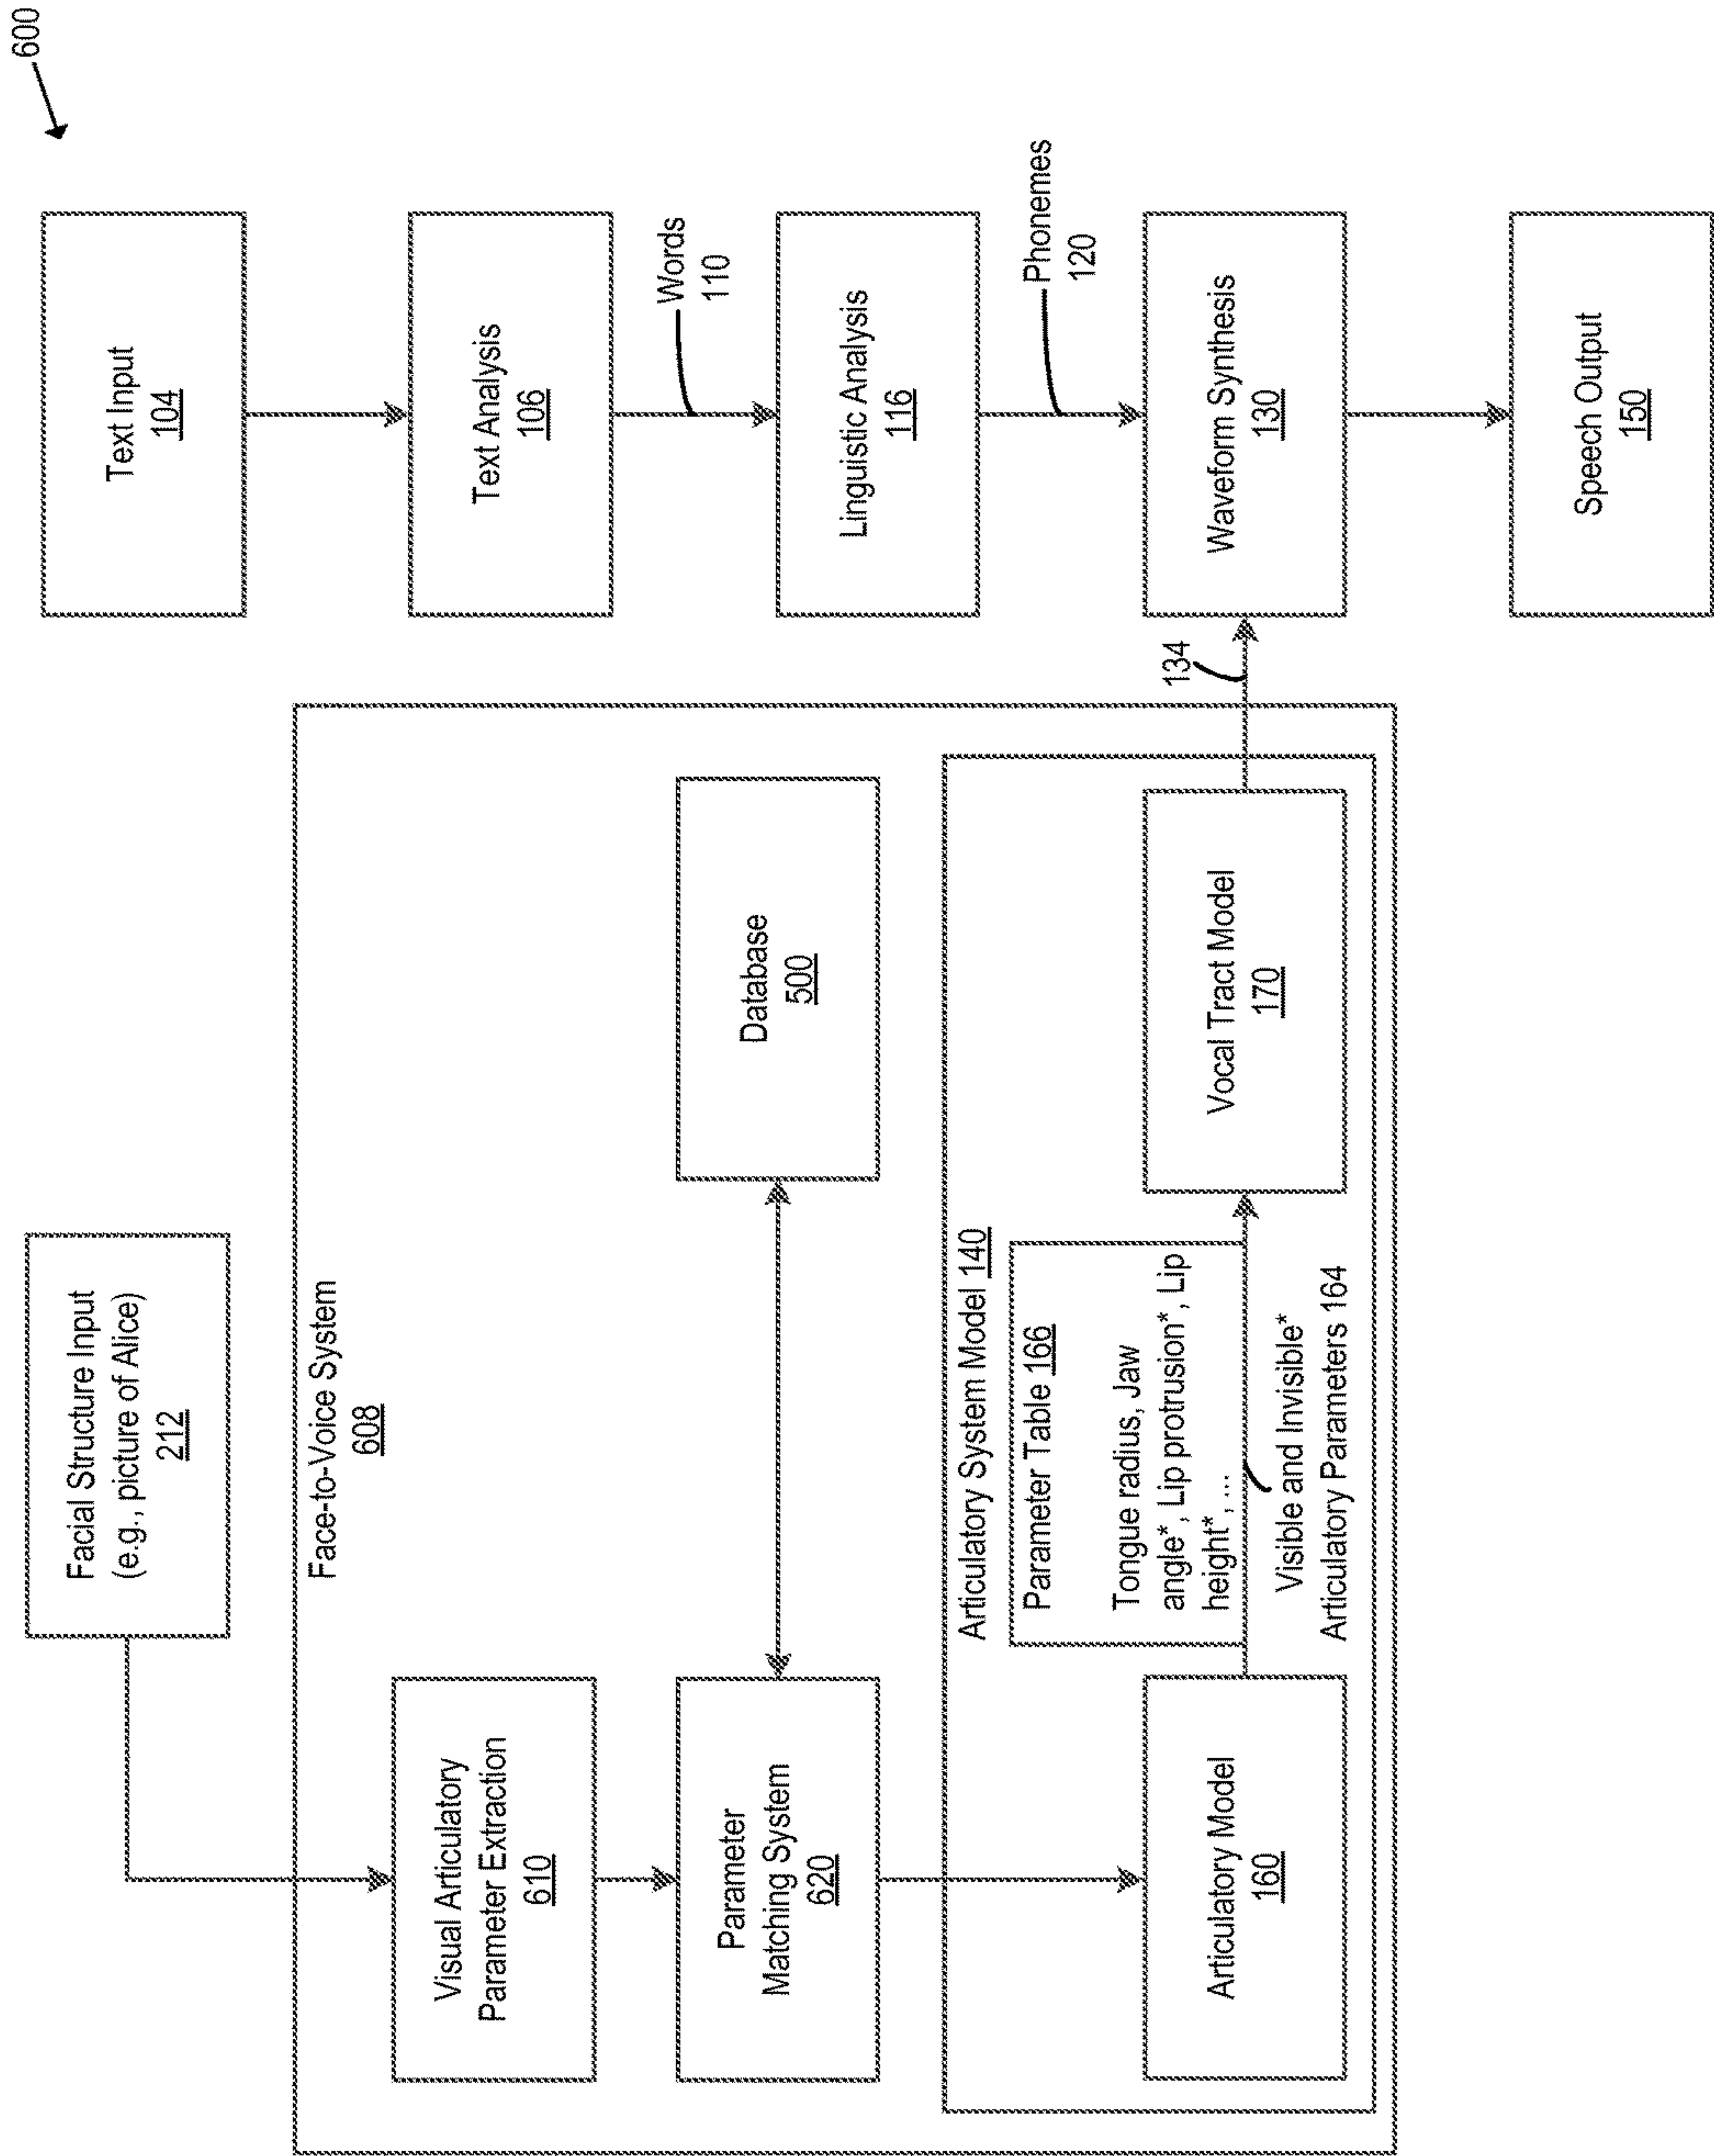 600
Facial Structure Input
(e.g., picture of Alice)
212
Text Input
104
Face-to-Voice System
608
Visual Articulatory
Parameter Extraction
610
Text Analysis
106
Words
110
Parameter
Matching System
620
Database
500
Linguistic Analysis
116
Phonemes
120
Articulatory System Model 140
Parameter Table 166
Tongue radius, Jaw
angle*, Lip protrusion*, Lip
height*, ...
Articulatory Model
160
Visible and Invisible*
Articulatory Parameters 164
Vocal Tract Model
170
134
Waveform Synthesis
130
Speech Output
150